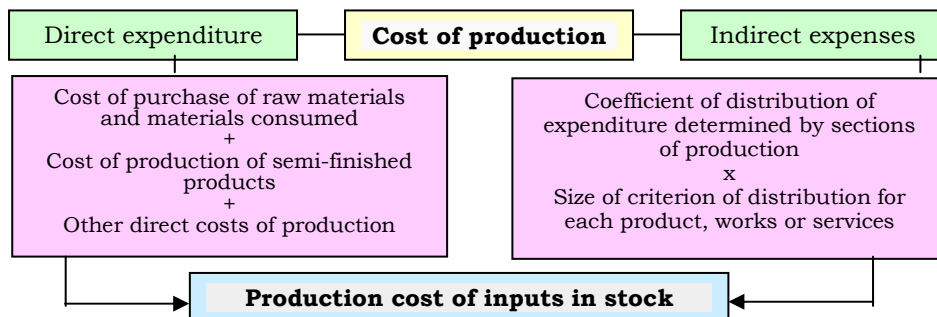 Direct expenditure
Cost of production
Indirect expenses
Cost of purchase of raw materials
and materials consumed
+
Cost of production of semi-finished
products
+
Other direct costs of production
Coefficient of distribution of
expenditure determined by sections
of production
x
Size of criterion of distribution for
each product, works or services
Production cost of inputs in stock